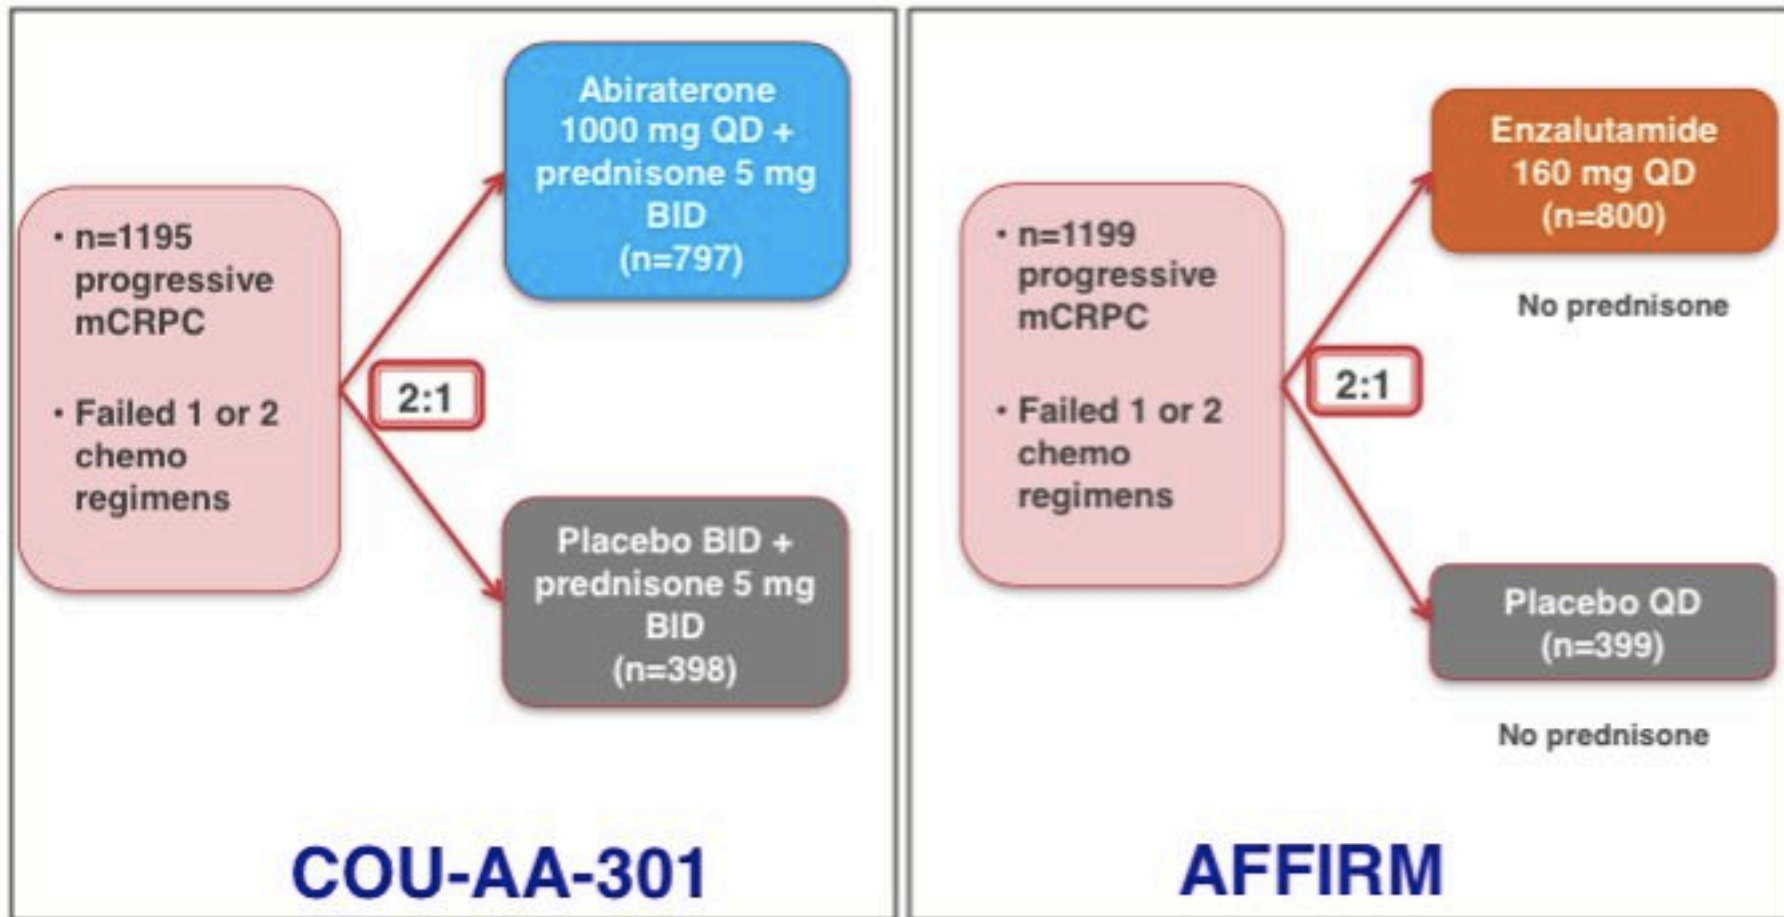 • n=1195
progressive
mCRPC
• Failed 1 or 2
chemo
regimens
2:1
Abiraterone
1000 mg QD +
prednisone 5 mg
BID
(n=797)
Placebo BID +
prednisone 5 mg
BID
(n=398)
COU-AA-301
• n=1199
progressive
mCRPC
• Failed 1 or 2
chemo
regimens
2:1
Enzalutamide
160 mg QD
(n=800)
No prednisone
Placebo QD
(n=399)
No prednisone
AFFIRM